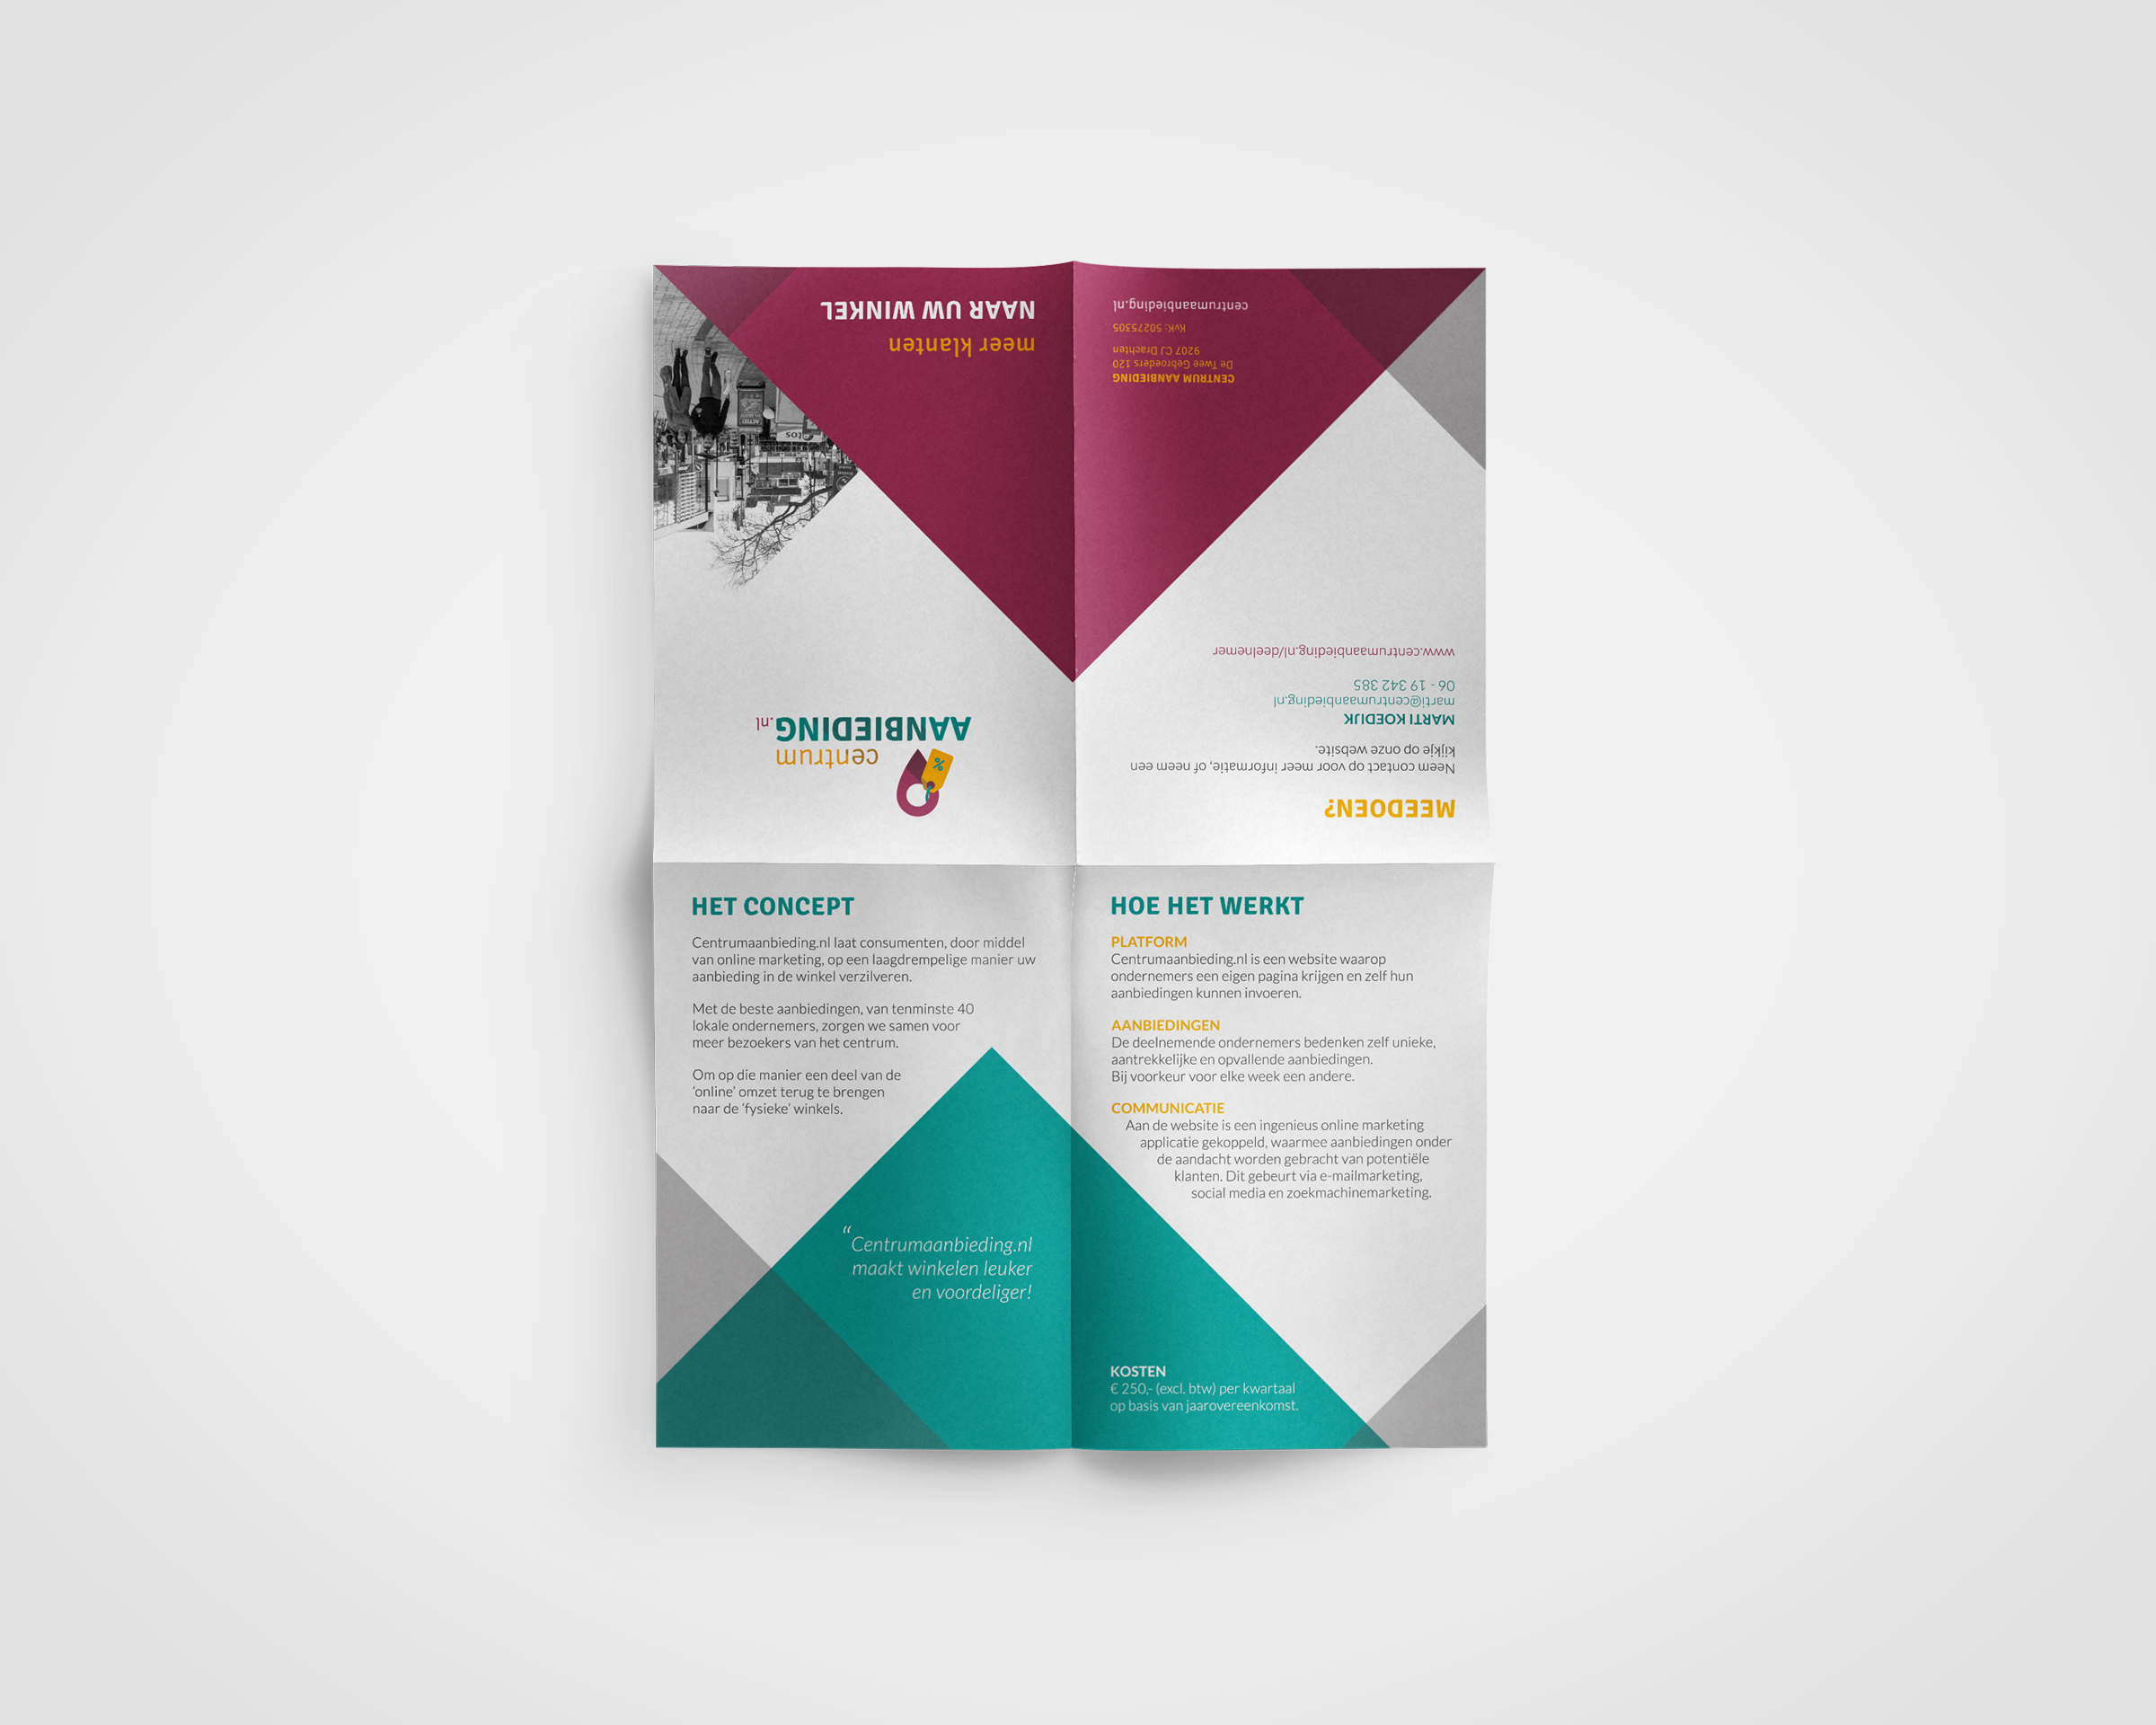 meer klanten
NAAR UW WINKEL
centrum
AANBIEDING.nl
MEEDOEN?
Neem contact op voor meer informatie, of neem een
kijkje op onze website.
MARTI KOEDIJK
marti@centrumaanbieding.nl
06 - 19 342 385
www.centrumaanbieding.nl/deelnemer
CENTRUM AANBIEDING
De Twee Gebroeders 120
9207 CJ Drachten
KvK: 50275305
centrumaanbieding.nl
HET CONCEPT
Centrumaanbieding.nl laat consumenten, door middel
van online marketing, op een laagdrempelige manier uw
aanbieding in de winkel verzilveren.
Met de beste aanbiedingen, van tenminste 40
lokale ondernemers, zorgen we samen voor
meer bezoekers van het centrum.
Om op die manier een deel van de
‘online’ omzet terug te brengen
naar de ‘fysieke’ winkels.
“Centrumaanbieding.nl
maakt winkelen leuker
en voordeliger!
HOE HET WERKT
PLATFORM
Centrumaanbieding.nl is een website waarop
ondernemers een eigen pagina krijgen en zelf hun
aanbiedingen kunnen invoeren.
AANBIEDINGEN
De deelnemende ondernemers bedenken zelf unieke,
aantrekkelijke en opvallende aanbiedingen.
Bij voorkeur voor elke week een andere.
COMMUNICATIE
Aan de website is een ingenieus online marketing
applicatie gekoppeld, waarmee aanbiedingen onder
de aandacht worden gebracht van potentiële
klanten. Dit gebeurt via e-mailmarketing,
social media en zoekmachinemarketing.
KOSTEN
€ 250,- (excl. btw) per kwartaal
op basis van jaarovereenkomst.